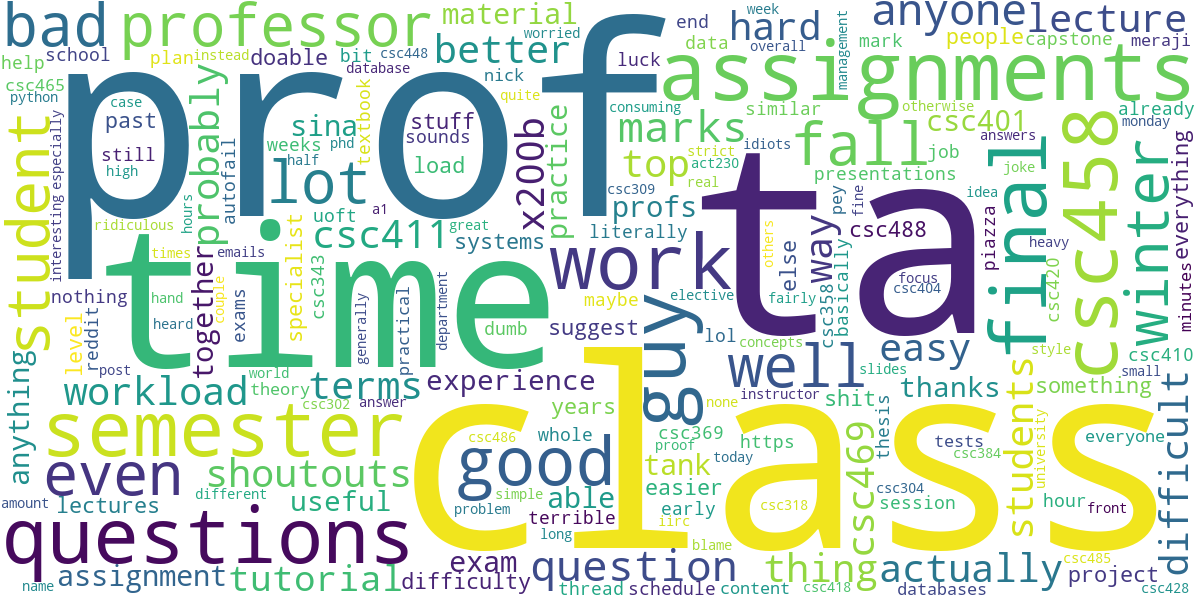 bad
professor
material
hard
anyone
lecture
week
worried
end
school
plan
instead
csc448
bit
doable
better
overall
people
mark
capstone
meraji
help
database
nick
luck
data
management
csc465
python
case
past
prof
assignments
quite
consuming
similar
otherwise
already
monday
textbook
stuff
sounds
practice
marks
fall
csc401
answers
interesting
especially
still
high
probably
sina
weeks
phd
half
load
x200b
top
strict
act230
real
idiots
job
joke
presentations
student
hours
autofail
lot
a1
csc309
profs
pey
fine
idea
csc458
ridiculous
uoft
great
csc411
systems
literally
ta
way
csc488
piazza
final
winter
everything
times
emails
specialist
time
work
others
else
heavy
nothing
together
couple
hand
heard
exams
csc343
generally
practical
department
maybe
elective
guy
fairly
csc358
basically
focus
csc404
csc420
minutes
level
reddit
dumb
suggest
lol
concepts
well
easy
style
csc410
small
anything
post
world
theory
workload
terms
experience
none
instructor
slides
thanks
students
something
difficult
csc302
answer
semester
class
years
csc369
proof
shit
thesis
csc486
whole
good
today
https
csc469
tests
csc384
university
everyone
even
shoutouts
tank
easier
able
early
simple
amount
lectures
different
useful
problem
terrible
iirc
csc318
csc304
session
hour
front
questions
long
blame
exam
question
thing
actually
csc485
project
name
assignment
tutorial
difficulty
thread
schedule
content
csc418
databases
csc428